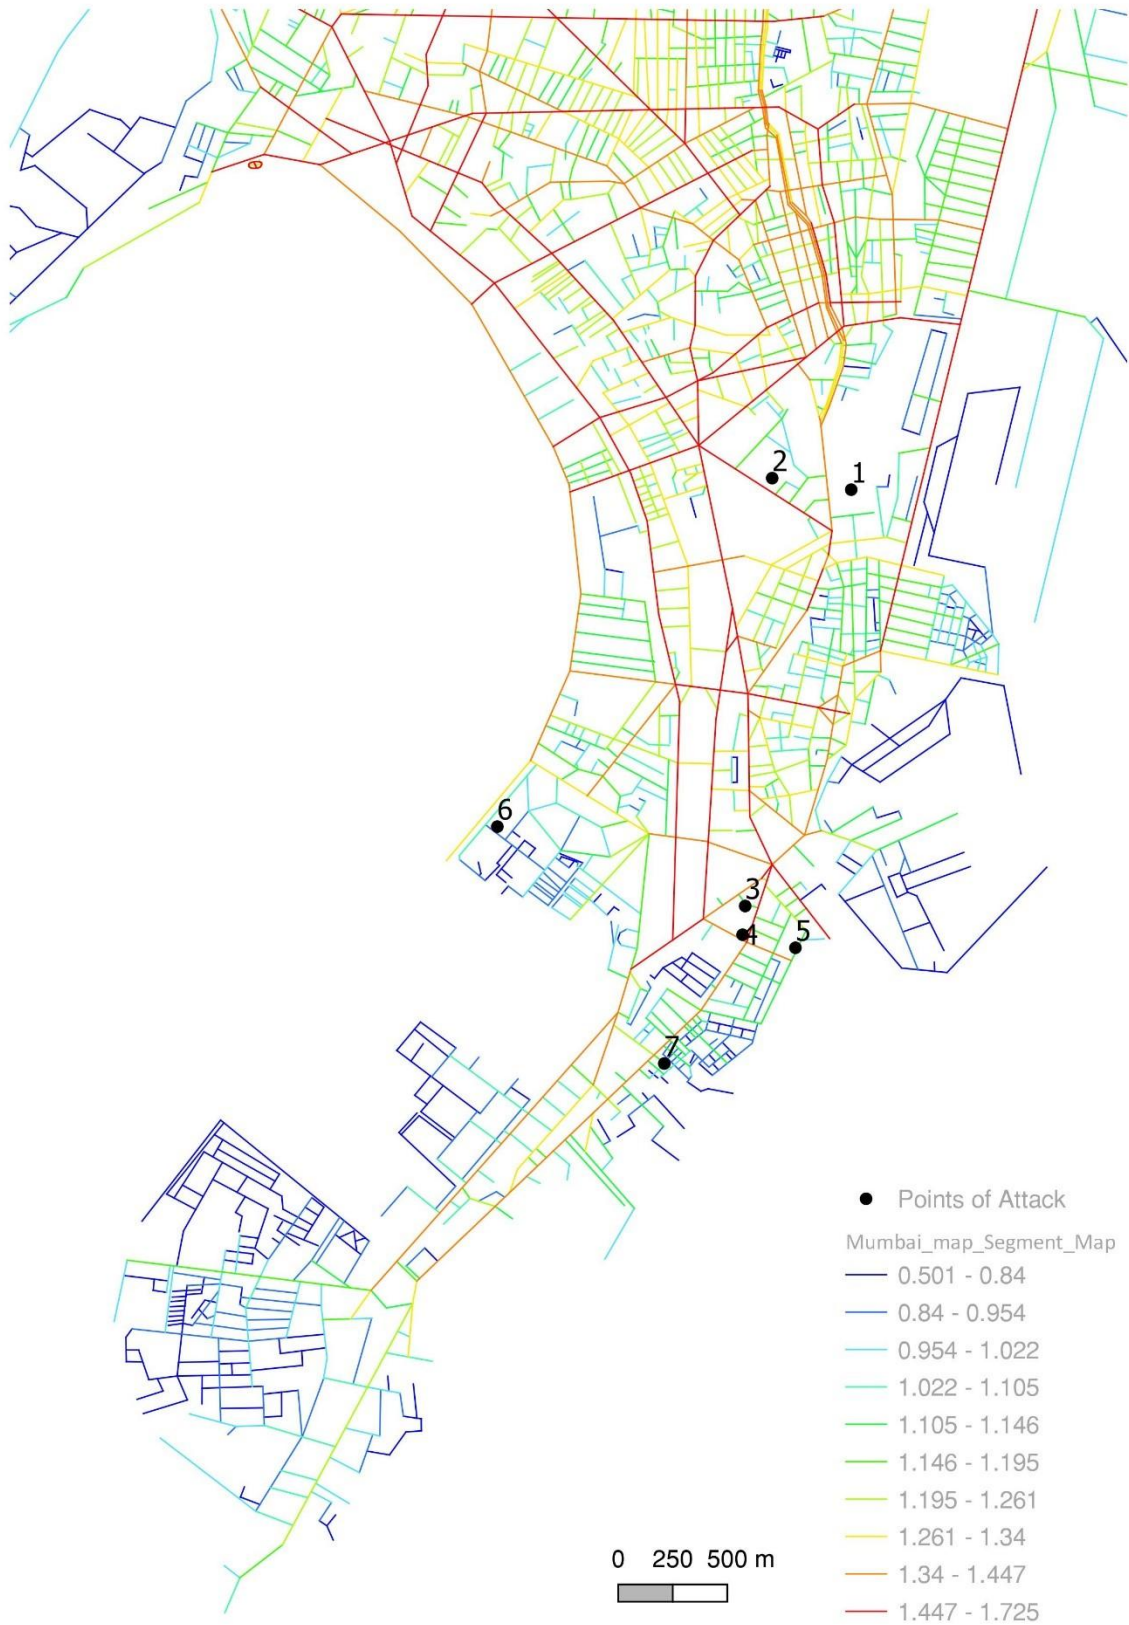 2
1
6
3
4
5
7
Points of Attack
Mumbai_map_Segment_Map
0.501 - 0.84
0.84 - 0.954
0.954 - 1.022
1.022 - 1.105
1.105 - 1.146
1.146 - 1.195
1.195 - 1.261
1.261 - 1.34
1.34 - 1.447
1.447 - 1.725
0 250 500 m